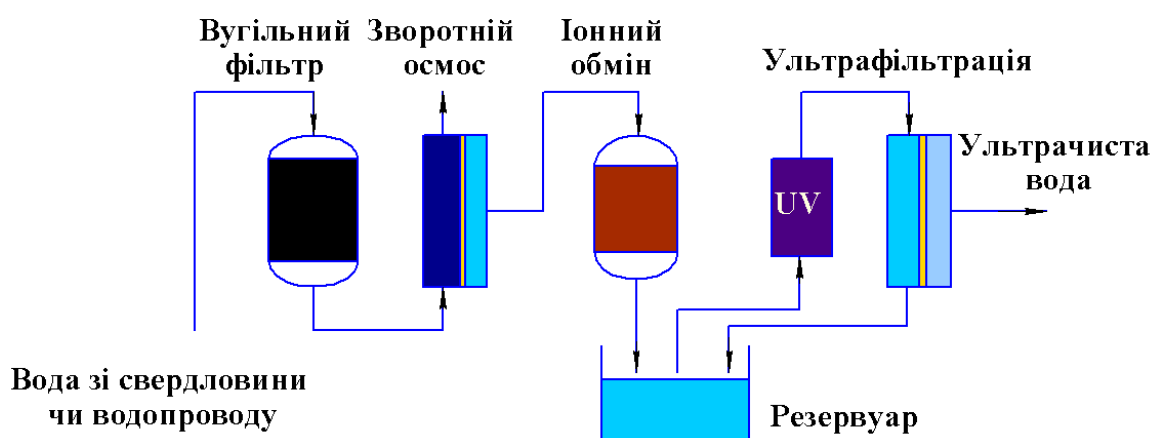 Вугільний
фільтр
Зворотній
осмос
Іонний
обмін
Ультрафільтрація
UV
Ультрачиста
вода
Вода зі свердловини
чи водопроводу
Резервуар